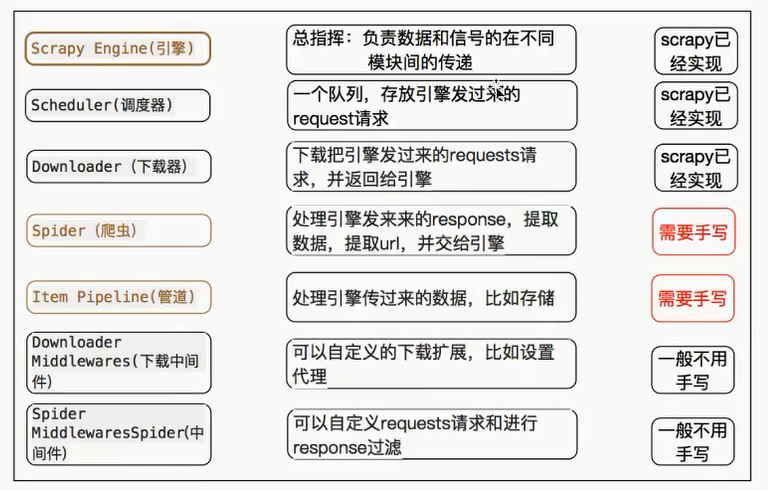 Scrapy Engine(引擎)
总指挥：负责数据和信号的在不同
模块间的传递
scrapy已
经实现
Scheduler(调度器)
一个队列，存放引擎发过来的
request请求
scrapy已
经实现
Downloader (下载器)
下载把引擎发过来的requests请
求，并返回给引擎
scrapy已
经实现
Spider (爬虫)
处理引擎发来来的response，提取
数据，提取url，并交给引擎
需要手写
Item Pipeline(管道)
处理引擎传过来的数据，比如存储
需要手写
Downloader
Middlewares(下载中间
件)
可以自定义的下载扩展，比如设置
代理
一般不用
手写
Spider
MiddlewaresSpider(中
间件)
可以自定义requests请求和进行
response过滤
一般不用
手写